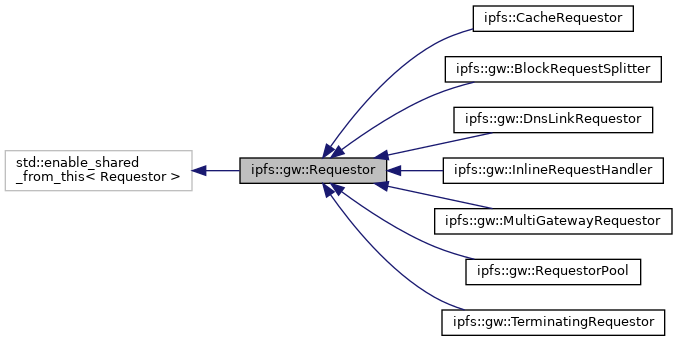 ipfs::CacheRequestor
ipfs::gw::BlockRequestSplitter
ipfs::gw::DnsLinkRequestor
std::enable_shared
_from_this< Requestor >
ipfs::gw::Requestor
ipfs::gw::InlineRequestHandler
ipfs::gw::MultiGatewayRequestor
ipfs::gw::RequestorPool
ipfs::gw::TerminatingRequestor